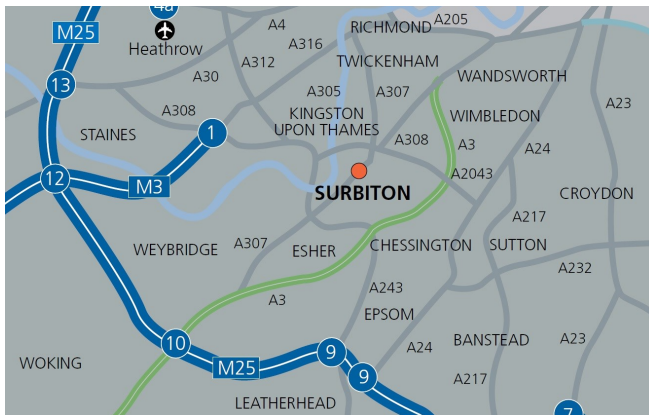 4a
A4
RICHMOND
A205
M25
A316
Heathrow
A312
TWICKENHAM
A30
WANDSWORTH
13
A305
A307
A308
KINGSTON
UPON THAMES
WIMBLEDON
A23
STAINES
1
A308
A3
A24
12
M3
A2043
SURBITON
CROYDON
A217
WEYBRIDGE
A307
ESHER
CHESSINGTON
SUTTON
A232
A3
A243
EPSOM
10
9
A24
BANSTEAD
A23
WOKING
M25
9
A217
LEATHERHEAD
7